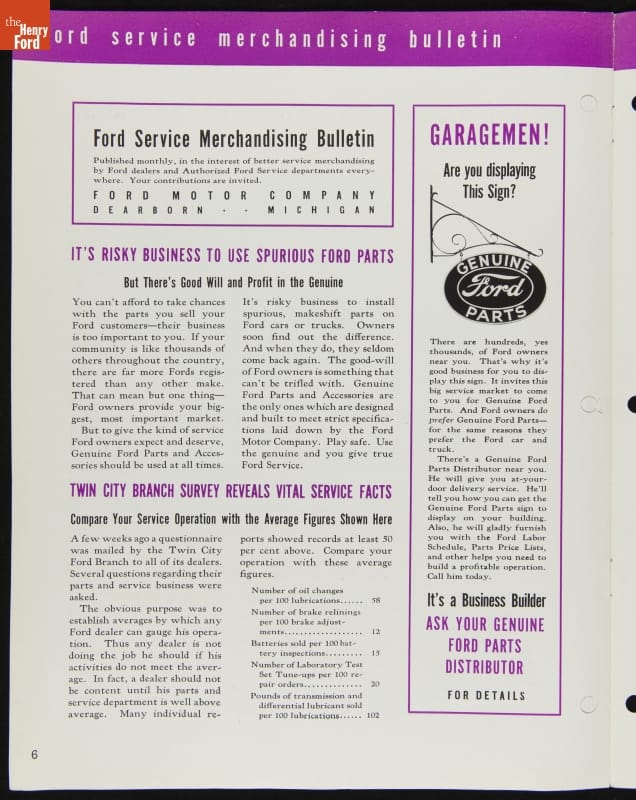 the
Henry
Ford
ord service merchandising bulletin
Ford Service Merchandising Bulletin
Published monthly, in the interest of better service merchandising
by Ford dealers and Authorized Ford Service departments every-
where. Your contributions are invited.
FORD MOTOR COMPANY
DEARBORN · · MICHIGAN
IT'S RISKY BUSINESS TO USE SPURIOUS FORD PARTS
But There's Good Will and Profit in the Genuine
You can't afford to take chances
with the parts you sell your
Ford customers—their business
is too important to you. If your
community is like thousands of
others throughout the country,
there are far more Fords regis-
tered than any other make.
That can mean but one thing—
Ford owners provide your big-
gest, most important market.
But to give the kind of service
Ford owners expect and deserve,
Genuine Ford Parts and Acces-
sories should be used at all times.
It's risky business to install
spurious, makeshift parts on
Ford cars or trucks. Owners
soon find out the difference.
And when they do, they seldom
come back again. The good-will
of Ford owners is something that
can't be trifled with. Genuine
Ford Parts and Accessories are
the only ones which are designed
and built to meet strict specifica-
tions laid down by the Ford
Motor Company. Play safe. Use
the genuine and you give true
Ford Service.
TWIN CITY BRANCH SURVEY REVEALS VITAL SERVICE FACTS
Compare Your Service Operation with the Average Figures Shown Here
A few weeks ago a questionnaire
was mailed by the Twin City
Ford Branch to all of its dealers.
Several questions regarding their
parts and service business were
asked.
The obvious purpose was to
establish averages by which any
Ford dealer can gauge his opera-
tion. Thus any dealer is not
doing the job he should if his
activities do not meet the aver-
age. In fact, a dealer should not
be content until his parts and
service department is well above
average. Many individual re-
ports showed records at least 50
per cent above. Compare your
operation with these average
figures.
Number of oil changes
per 100 lubrications...... 58
Number of brake relinings
per 100 brake adjust-
ments................... 12
Batteries sold per 100 bat-
tery inspections......... 15
Number of Laboratory Test
Set Tune-ups per 100 re-
pair orders.............. 20
Pounds of transmission and
differential lubricant sold
per 100 lubrications...... 102
GARAGEMEN!
Are you displaying
This Sign?
GENUINE
Ford
PARTS
There are hundreds, yes
thousands, of Ford owners
near you. That's why it's
good business for you to dis-
play this sign. It invites this
big service market to come
to you for Genuine Ford
Parts. And Ford owners do
prefer Genuine Ford Parts—
for the same reasons they
prefer the Ford car and
truck.
There's a Genuine Ford
Parts Distributor near you.
He will give you at-your-
door delivery service. He'll
tell you how you can get the
Genuine Ford Parts sign to
display on your building.
Also, he will gladly furnish
you with the Ford Labor
Schedule, Parts Price Lists,
and other helps you need to
build a profitable operation.
Call him today.
It's a Business Builder
ASK YOUR GENUINE
FORD PARTS
DISTRIBUTOR
FOR DETAILS
6